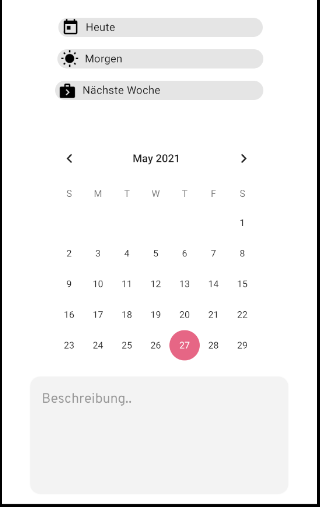 Heute
Morgen
Nächste Woche
May 2021
S M T W T F S
1
2 3 4 5 6 7 8
9 10 11 12 13 14 15
16 17 18 19 20 21 22
23 24 25 26 27 28 29
Beschreibung..